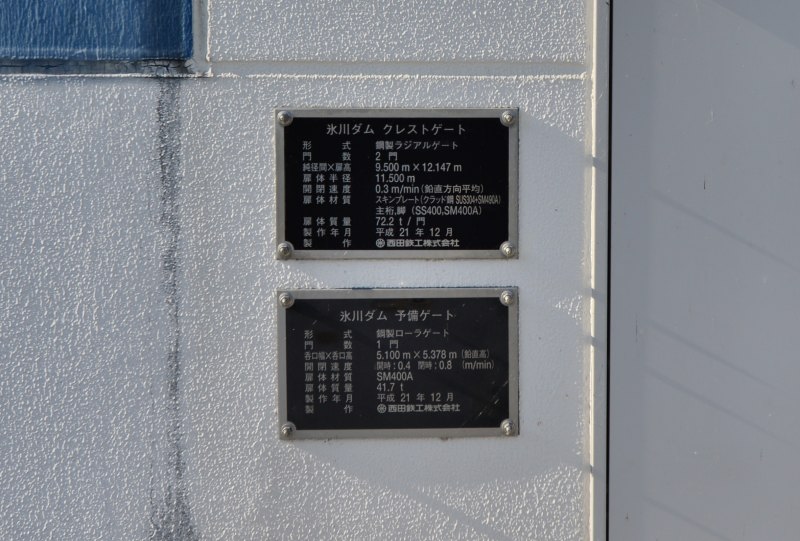 氷川ダム クレストゲート
形式 鋼製ラジアルゲート
門数 2 門
純径間×扉高 9.500 m × 12.147 m
扉体半径 11.500 m
開閉速度 0.3 m/min (鉛直方向平均)
扉体材質 スキンプレート(クラッド鋼 SUS304+SM490A)
主桁,脚 (SS400,SM400A)
扉体質量 72.2 t / 門
製作年月 平成 21 年 12 月
製作 西田鉄工株式会社
氷川ダム 予備ゲート
形式 鋼製ローラゲート
門数 1 門
呑口幅×呑口高 5.100 m × 5.378 m (鉛直高)
開閉速度 開時:0.4 閉時:0.8 (m/min)
扉体材質 SM400A
扉体質量 41.7 t
製作年月 平成 21 年 12 月
製作 西田鉄工株式会社